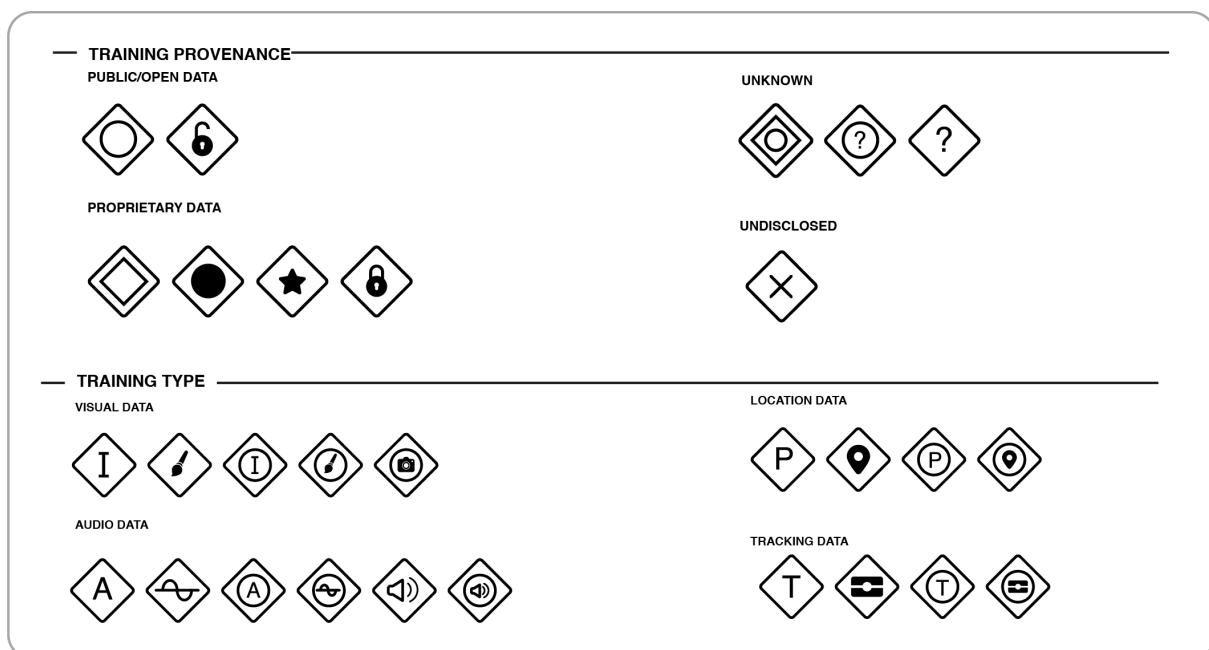 TRAINING PROVENANCE
PUBLIC/OPEN DATA
UNKNOWN
? ?
PROPRIETARY DATA
UNDISCLOSED
TRAINING TYPE
VISUAL DATA
I I
LOCATION DATA
P P
AUDIO DATA
A A
TRACKING DATA
T T